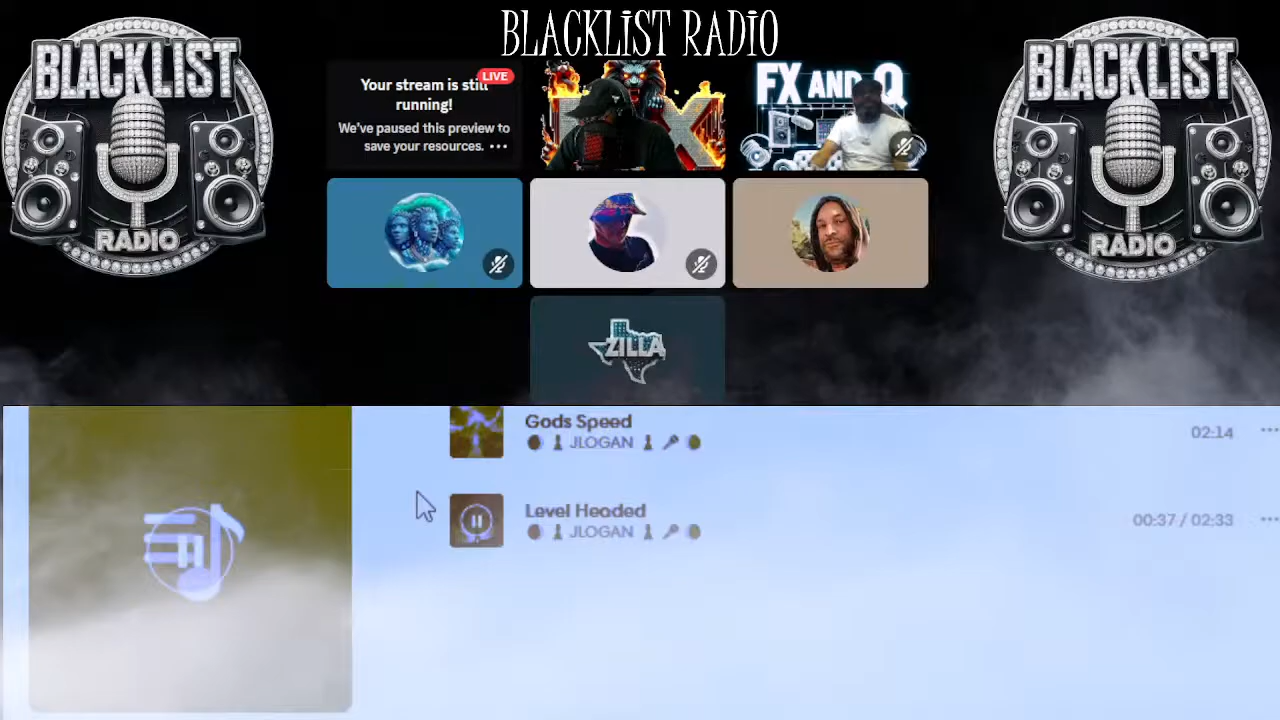 BLACKLIST RADIO
BLACKLIST
RADIO
BLACKLIST
RADIO
Your stream is still
running!
LIVE
We've paused this preview to
save your resources.
FX AND Q
ZILLA
Gods Speed
JLOGAN
02:14
Level Headed
JLOGAN
00:37 / 02:33